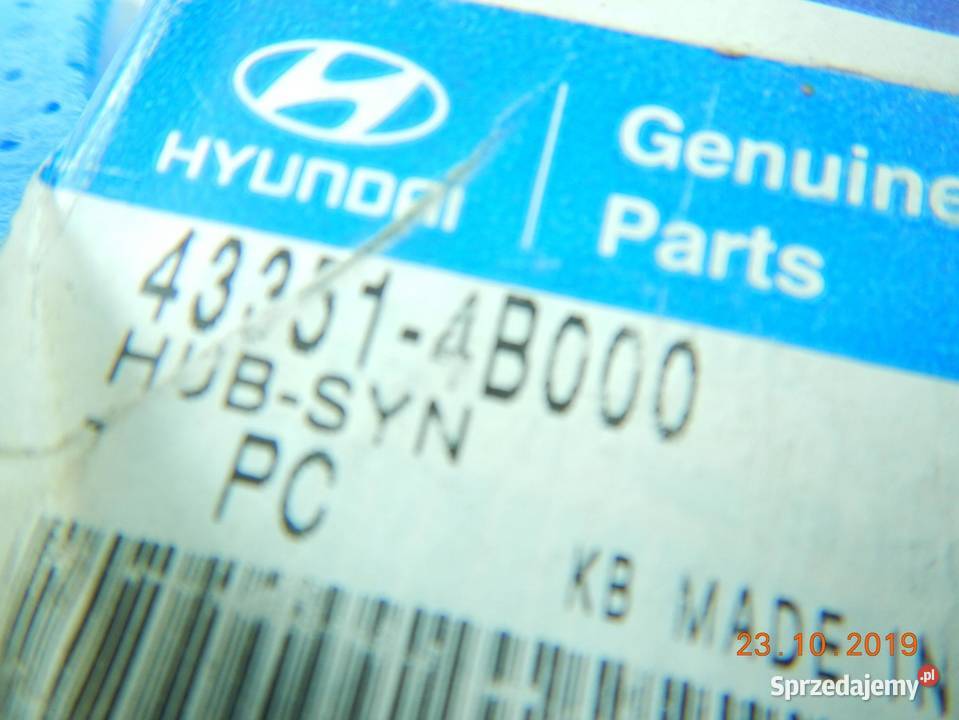 HYUNDAI
Genuine
Parts
43351-4B000
HUB-SYN
PC
KB MADE IN
23.10.2019
Sprzedajemy.pl